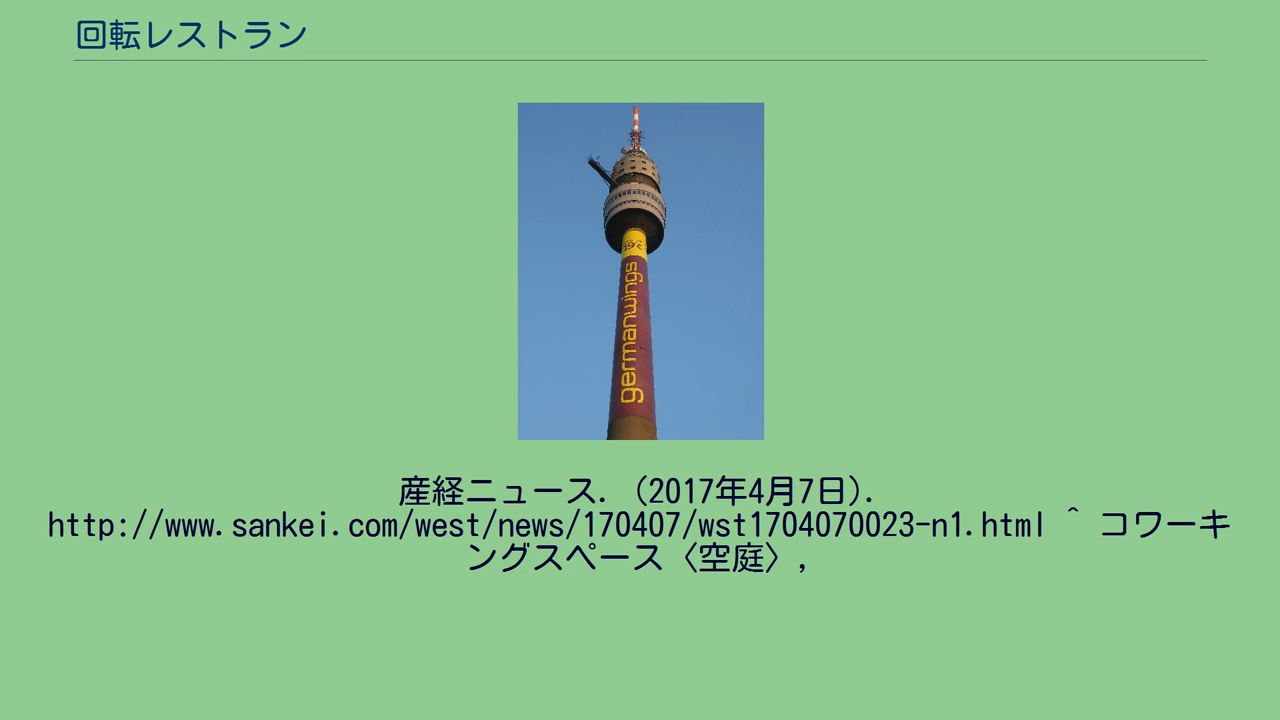 回転レストラン
germanwings
産経ニュース. (2017年4月7日).
http://www.sankei.com/west/news/170407/wst1704070023-n1.html ^ コワーキ
ングスペース〈空庭〉,